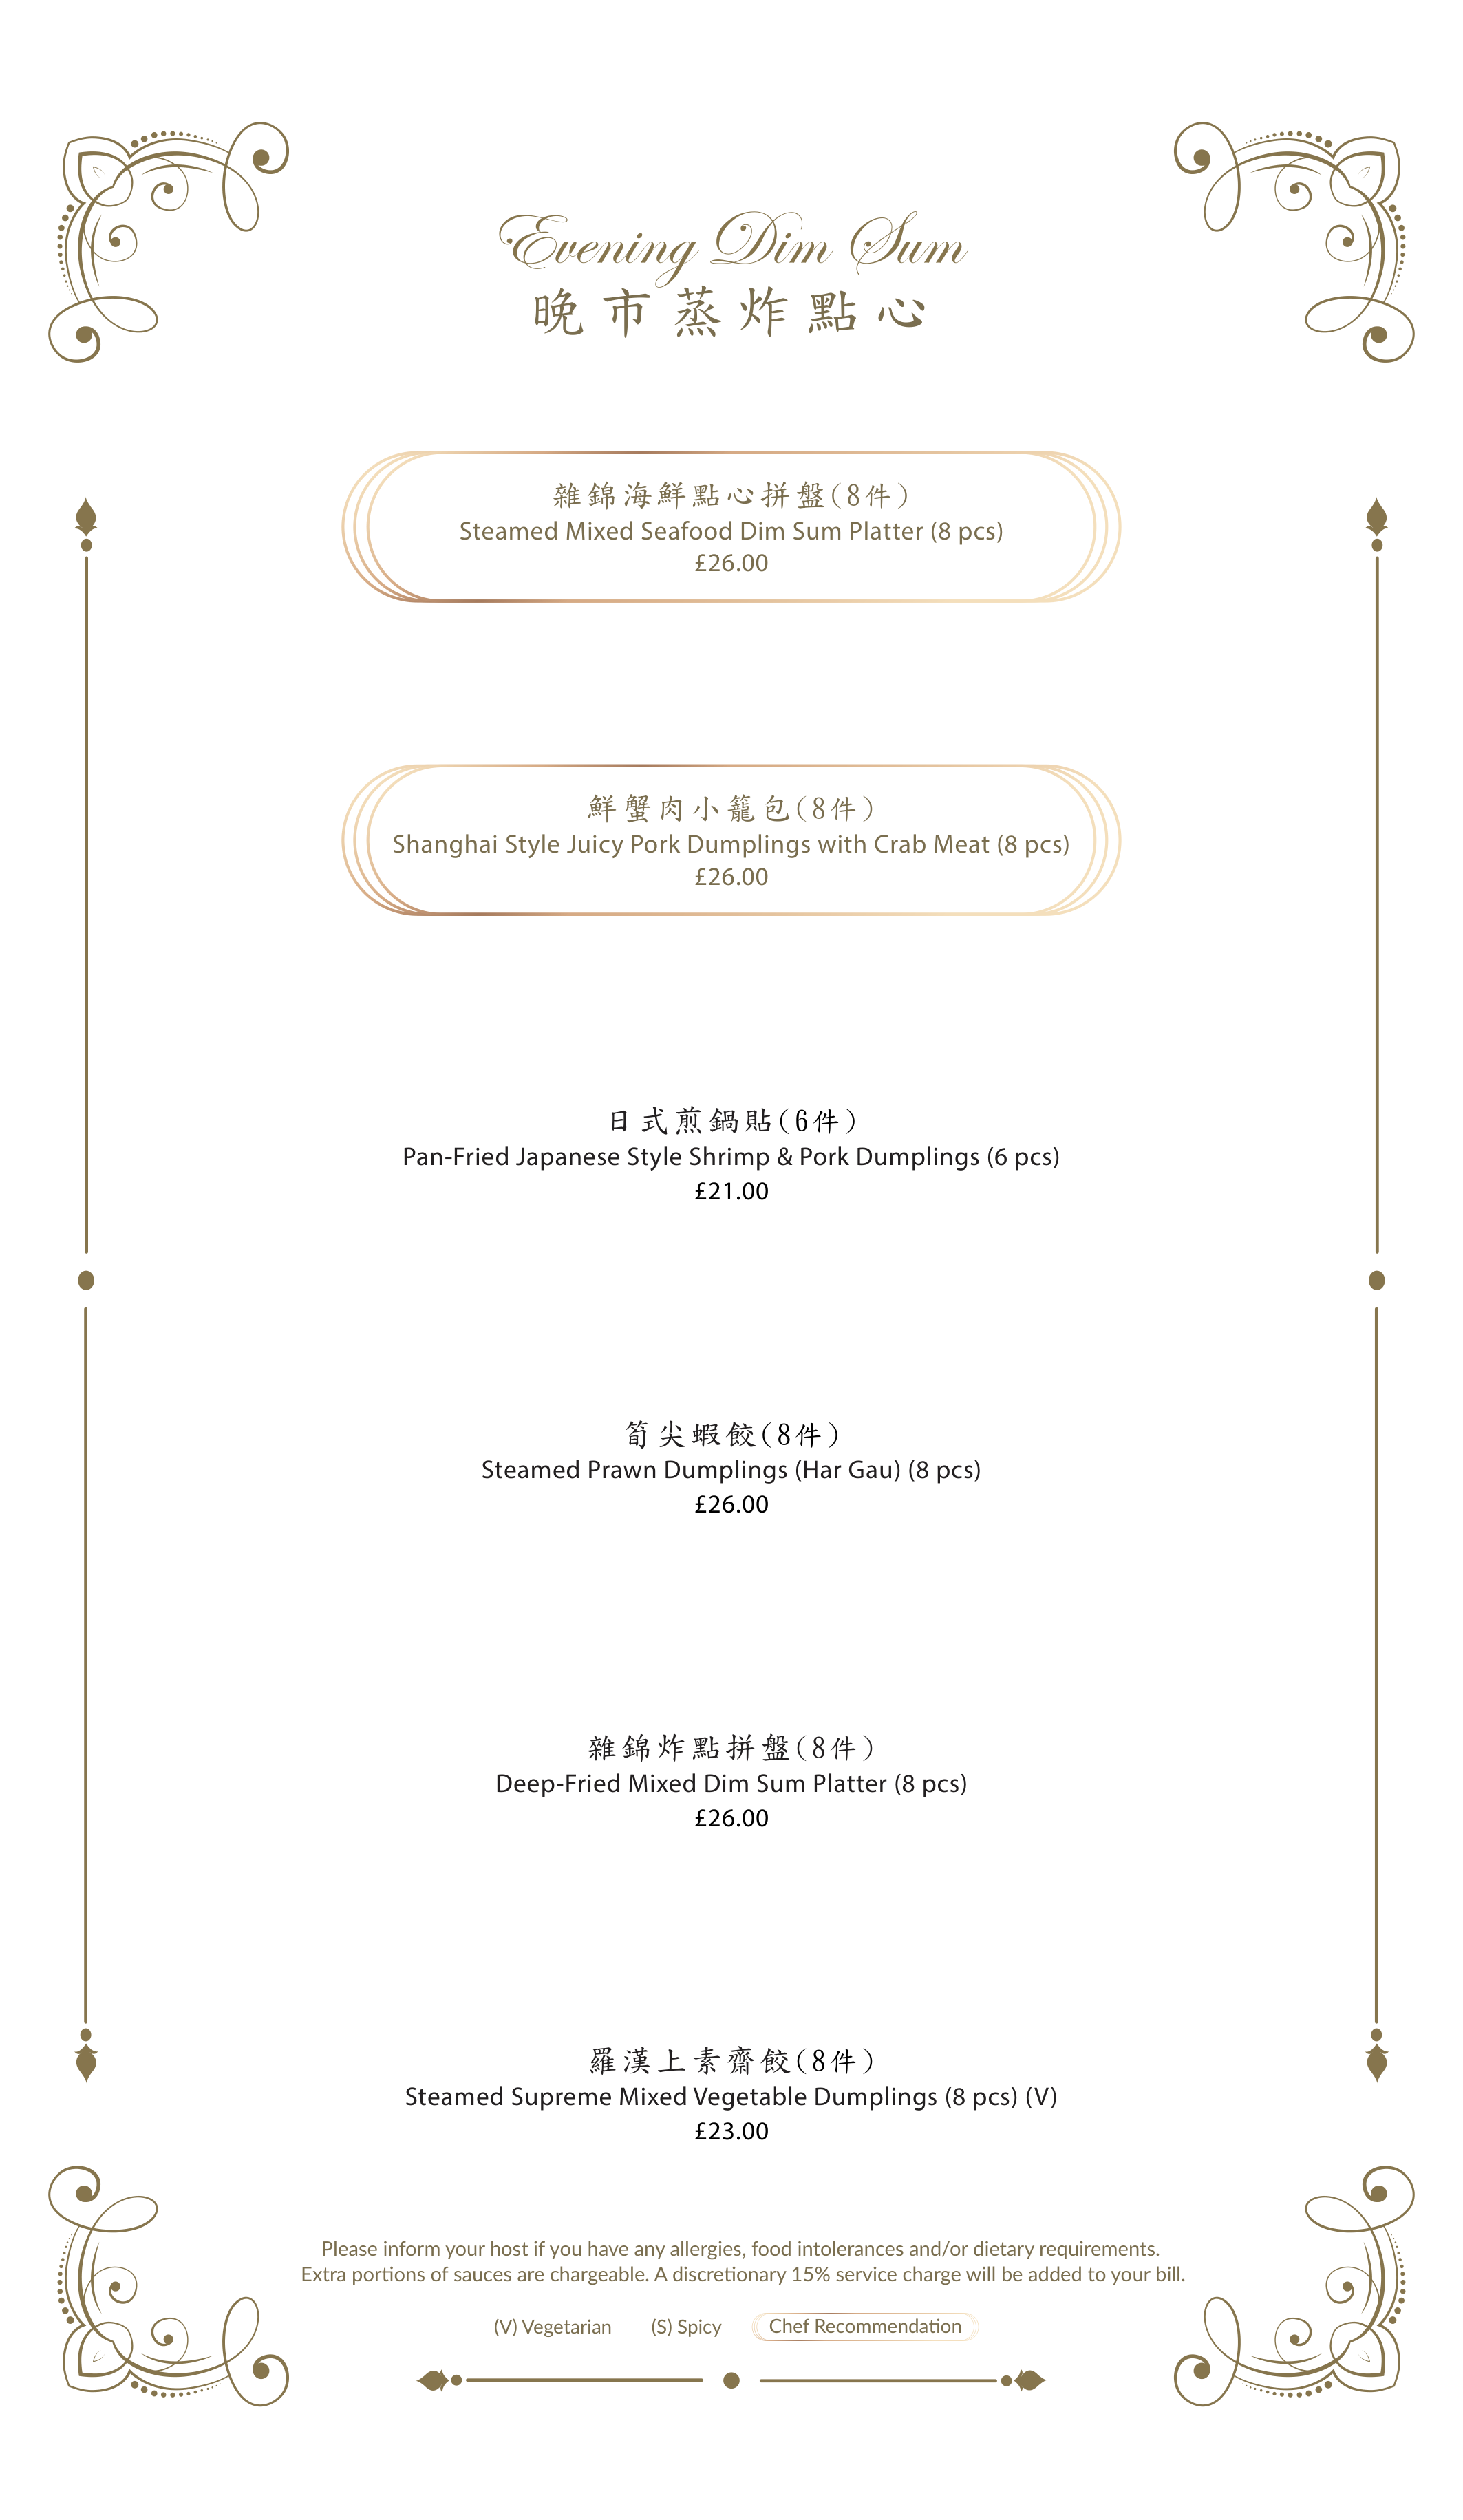 Evening Dim Sum
晚市蒸炸點心
雜錦海鮮點心拼盤(8件)
Steamed Mixed Seafood Dim Sum Platter (8 pcs)
£26.00
鮮蟹肉小籠包(8件)
Shanghai Style Juicy Pork Dumplings with Crab Meat (8 pcs)
£26.00
日式煎鍋貼(6件)
Pan-Fried Japanese Style Shrimp & Pork Dumplings (6 pcs)
£21.00
筍尖蝦餃(8件)
Steamed Prawn Dumplings (Har Gau) (8 pcs)
£26.00
雜錦炸點拼盤(8件)
Deep-Fried Mixed Dim Sum Platter (8 pcs)
£26.00
羅漢上素齋餃(8件)
Steamed Supreme Mixed Vegetable Dumplings (8 pcs) (V)
£23.00
Please inform your host if you have any allergies, food intolerances and/or dietary requirements.
Extra portions of sauces are chargeable. A discretionary 15% service charge will be added to your bill.
(V) Vegetarian (S) Spicy Chef Recommendation